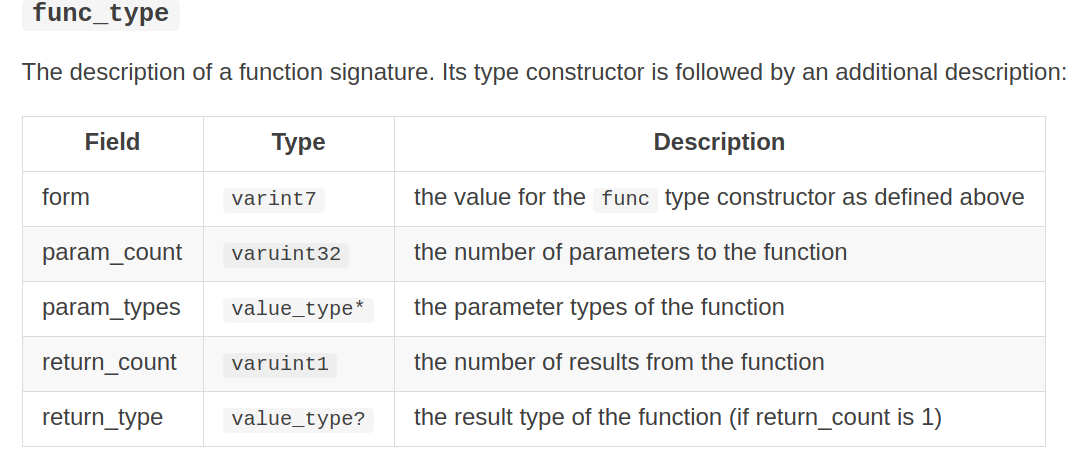 func_type
The description of a function signature. Its type constructor is followed by an additional description:
Field Type Description
form varint7 the value for the func type constructor as defined above
param_count varuint32 the number of parameters to the function
param_types value_type* the parameter types of the function
return_count varuint1 the number of results from the function
return_type value_type? the result type of the function (if return_count is 1)